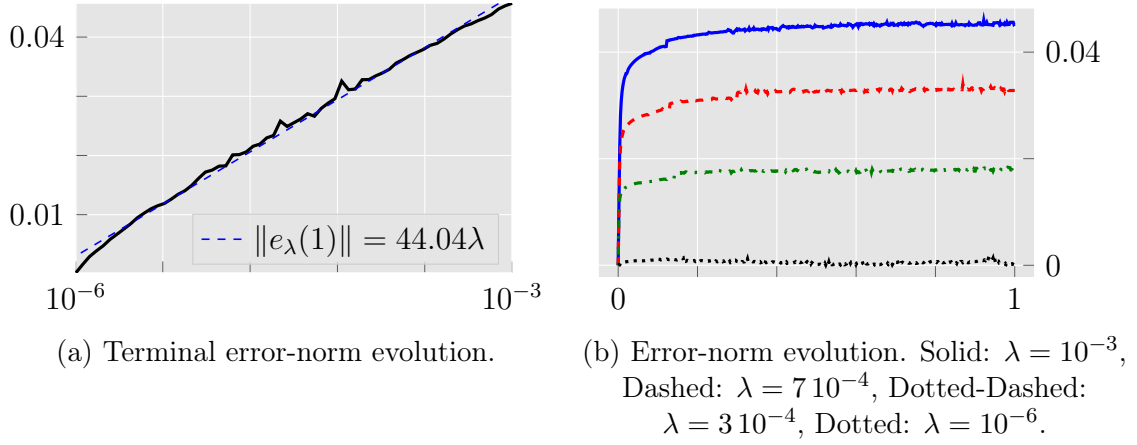 0.04
0.01
‖e_λ(1)‖ = 44.04λ
10^{-6}
10^{-3}
(a) Terminal error-norm evolution.
0.04
0
0
1
(b) Error-norm evolution. Solid: λ = 10^{-3},
Dashed: λ = 7 10^{-4}, Dotted-Dashed:
λ = 3 10^{-4}, Dotted: λ = 10^{-6}.